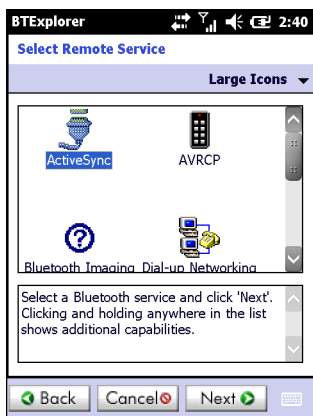 BTExplorer 2:40
Select Remote Service
Large Icons
ActiveSync AVRCP
Bluetooth Imaging Dial-up Networking
Select a Bluetooth service and click 'Next'.
Clicking and holding anywhere in the list
shows additional capabilities.
Back Cancel Next